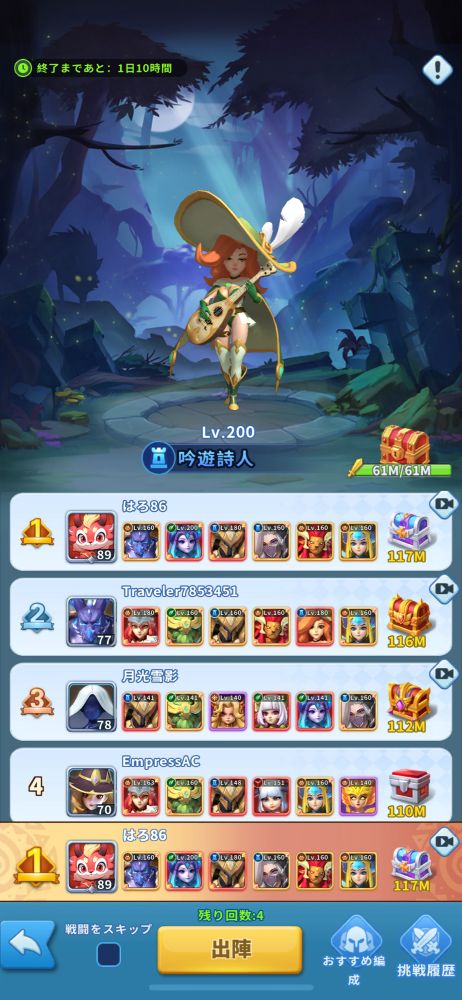 終了まであと：1日10時間
Lv.200
吟遊詩人
61M/61M
はろ86
1
89
Lv.160
Lv.200
Lv.180
Lv.160
Lv.160
Lv.160
117M
Traveler7853451
2
77
Lv.180
Lv.160
Lv.160
Lv.160
Lv.180
Lv.160
116M
月光雪影
3
78
Lv.141
Lv.141
Lv.140
Lv.141
Lv.141
Lv.160
112M
EmpressAC
4
70
Lv.163
Lv.160
Lv.148
Lv.151
Lv.160
Lv.140
110M
はろ86
1
89
Lv.160
Lv.200
Lv.180
Lv.160
Lv.160
Lv.160
117M
残り回数:4
戦闘をスキップ
出陣
おすすめ編
成
挑戦履歴